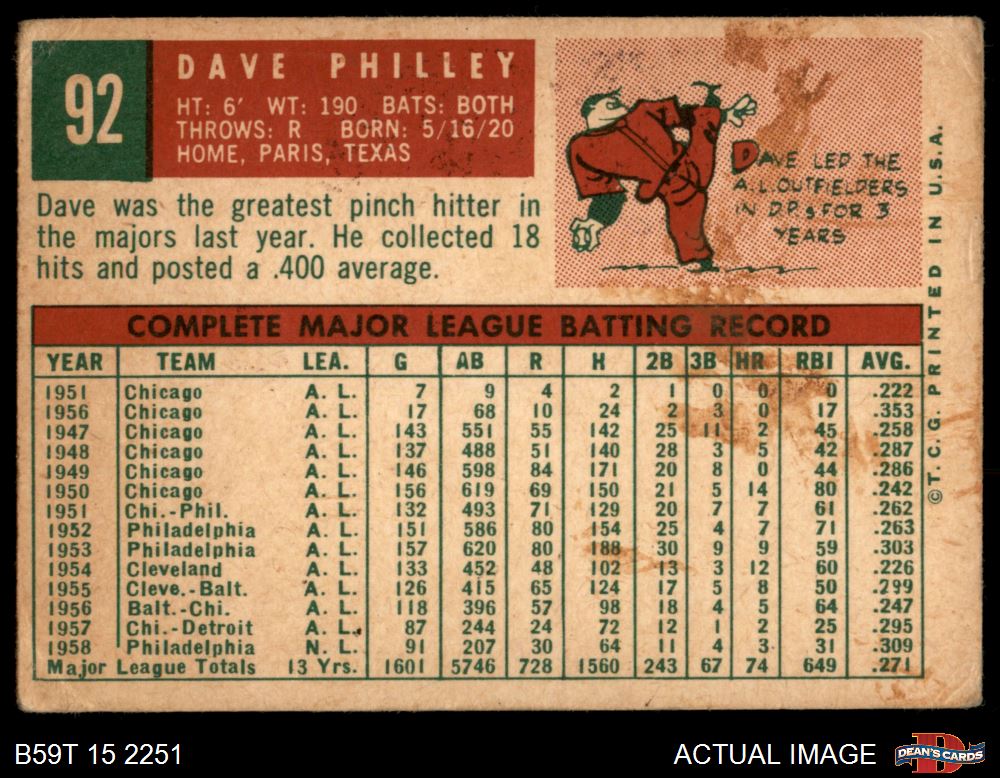 92
DAVE PHILLEY
HT: 6' WT: 190 BATS: BOTH
THROWS: R BORN: 5/16/20
HOME, PARIS, TEXAS
Dave was the greatest pinch hitter in
the majors last year. He collected 18
hits and posted a .400 average.
DAVE LED THE
A.L. OUTFIELDERS
IN D.P.s FOR 3
YEARS
COMPLETE MAJOR LEAGUE BATTING RECORD
YEAR TEAM LEA. G AB R H 2B 3B HR RBI AVG.
1951 Chicago A. L. 7 9 4 2 1 0 0 0 .222
1956 Chicago A. L. 17 68 10 24 2 3 0 17 .353
1947 Chicago A. L. 143 551 55 142 25 11 2 45 .258
1948 Chicago A. L. 137 488 51 140 28 3 5 42 .287
1949 Chicago A. L. 146 598 84 171 20 8 0 44 .286
1950 Chicago A. L. 156 619 69 150 21 5 14 80 .242
1951 Chi.-Phil. A. L. 132 493 71 129 20 7 7 61 .262
1952 Philadelphia A. L. 151 586 80 154 25 4 7 71 .263
1953 Philadelphia A. L. 157 620 80 188 30 9 9 59 .303
1954 Cleveland A. L. 133 452 48 102 13 3 12 60 .226
1955 Cleve.-Balt. A. L. 126 415 65 124 17 5 8 50 .299
1956 Balt.-Chi. A. L. 118 396 57 98 18 4 5 64 .247
1957 Chi.-Detroit A. L. 87 244 24 72 12 1 2 25 .295
1958 Philadelphia N. L. 91 207 30 64 11 4 3 31 .309
Major League Totals 13 Yrs. 1601 5746 728 1560 243 67 74 649 .271
© T. C. G. PRINTED IN U.S.A.
B59T 15 2251
ACTUAL IMAGE
DEAN'S CARDS